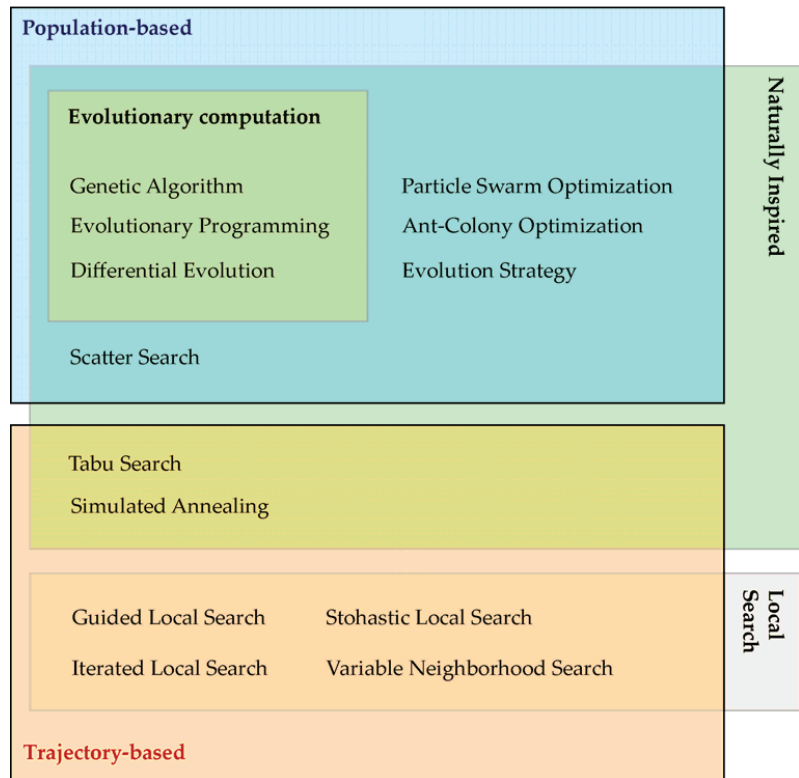 Population-based
Naturally Inspired
Evolutionary computation
Genetic Algorithm
Evolutionary Programming
Differential Evolution
Particle Swarm Optimization
Ant-Colony Optimization
Evolution Strategy
Scatter Search
Tabu Search
Simulated Annealing
Local
Search
Guided Local Search
Stohastic Local Search
Iterated Local Search
Variable Neighborhood Search
Trajectory-based